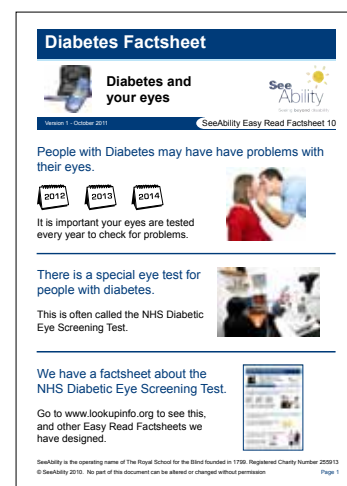 Diabetes Factsheet
Diabetes and
your eyes
See
Ability
Version 1 - October 2011
SeeAbility Easy Read Factsheet 10
People with Diabetes may have have problems with
their eyes.
2012 2013 2014
It is important your eyes are tested
every year to check for problems.
There is a special eye test for
people with diabetes.
This is often called the NHS Diabetic
Eye Screening Test.
We have a factsheet about the
NHS Diabetic Eye Screening Test.
Go to www.lookupinfo.org to see this,
and other Easy Read Factsheets we
have designed.
SeeAbility is the operating name of The Royal School for the Blind founded in 1799. Registered Charity Number 255913
© SeeAbility 2010. No part of this document can be altered or changed without permission
Page 1